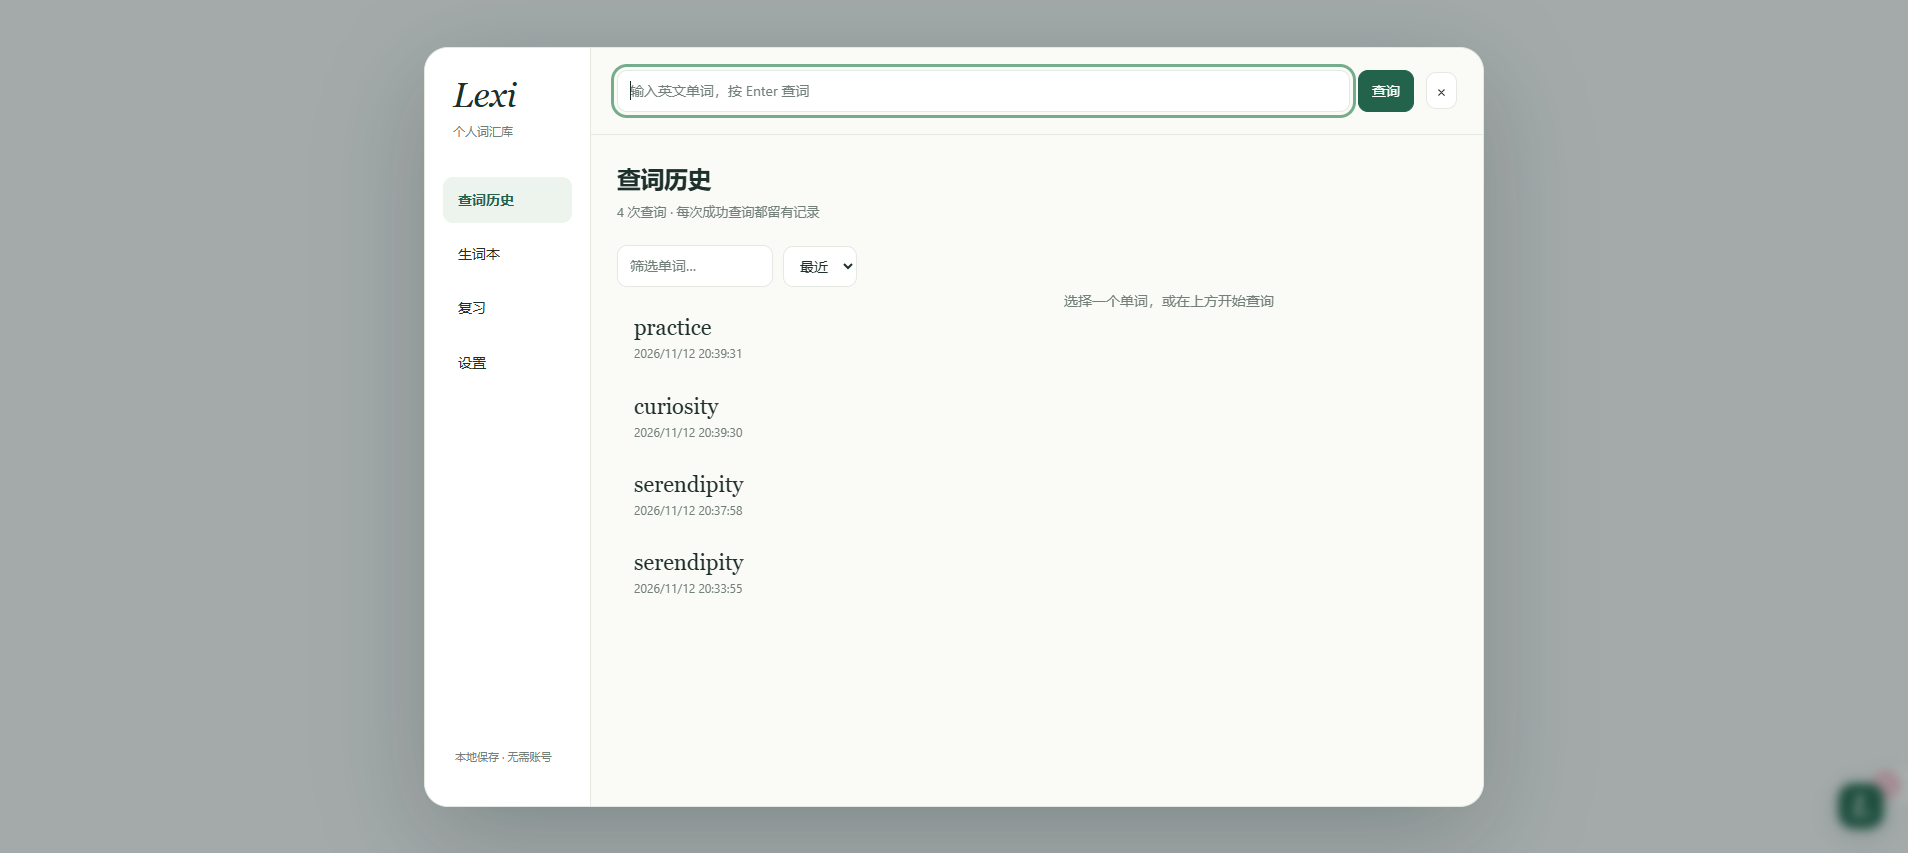 Lexi
个人词汇库
查词历史
生词本
复习
设置
本地保存 · 无需账号
输入英文单词，按 Enter 查词
查询
×
查词历史
4 次查询 · 每次成功查询都留有记录
筛选单词...
最近
practice
2026/11/12 20:39:31
curiosity
2026/11/12 20:39:30
serendipity
2026/11/12 20:37:58
serendipity
2026/11/12 20:33:55
选择一个单词，或在上方开始查询